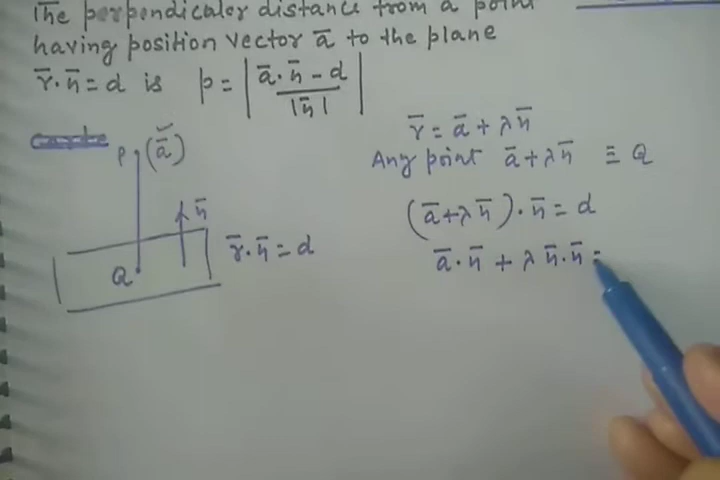 The perpendicular distance from a point
having position vector a̅ to the plane
r̅·n̅ = d is p = | a̅·n̅ − d / |n̅| |
P (a̅)
n̅
r̅·n̅ = d
Q
r̅ = a̅ + λn̅
Any point a̅+λn̅ ≡ Q
(a̅+λn̅)·n̅ = d
a̅·n̅ + λ n̅·n̅ =